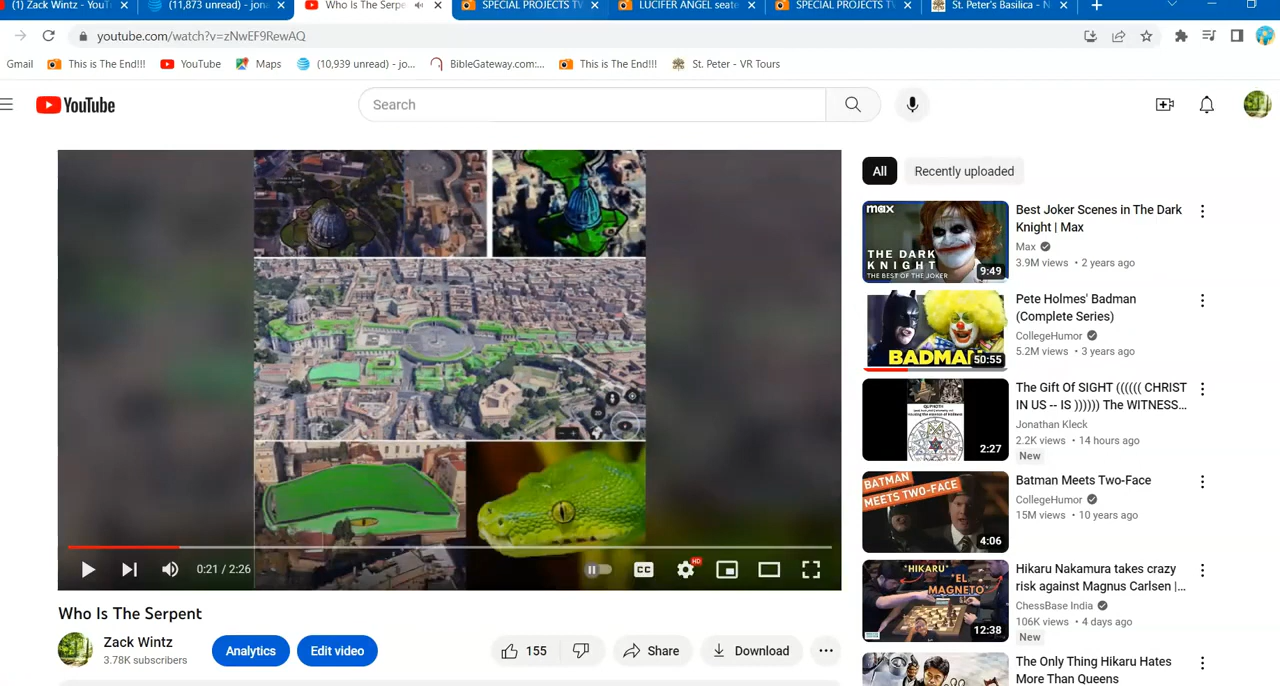 (1) Zack Wintz - YouTu
(11,873 unread) - jona
Who Is The Serpe
SPECIAL PROJECTS TV
LUCIFER ANGEL seate
SPECIAL PROJECTS TV
St. Peter's Basilica - N
youtube.com/watch?v=zNwEF9RewAQ
Gmail
This is The End!!!
YouTube
Maps
(10,939 unread) - jo...
BibleGateway.com:...
This is The End!!!
St. Peter - VR Tours
YouTube
Search
0:21 / 2:26
CC
HD
Who Is The Serpent
Zack Wintz
3.78K subscribers
Analytics
Edit video
155
Share
Download
All
Recently uploaded
max
THE DARK
KNIGHT
THE BEST OF THE JOKER
9:49
Best Joker Scenes in The Dark
Knight | Max
Max
3.9M views • 2 years ago
BADMAN
50:55
Pete Holmes' Badman
(Complete Series)
CollegeHumor
5.2M views • 3 years ago
2:27
The Gift Of SIGHT (((((( CHRIST
IN US -- IS )))))) The WITNESS...
Jonathan Kleck
2.2K views • 14 hours ago
New
BATMAN
MEETS TWO-FACE
4:06
Batman Meets Two-Face
CollegeHumor
15M views • 10 years ago
"HIKARU"
"EL
MAGNETO"
12:38
Hikaru Nakamura takes crazy
risk against Magnus Carlsen |...
ChessBase India
106K views • 4 days ago
New
The Only Thing Hikaru Hates
More Than Queens